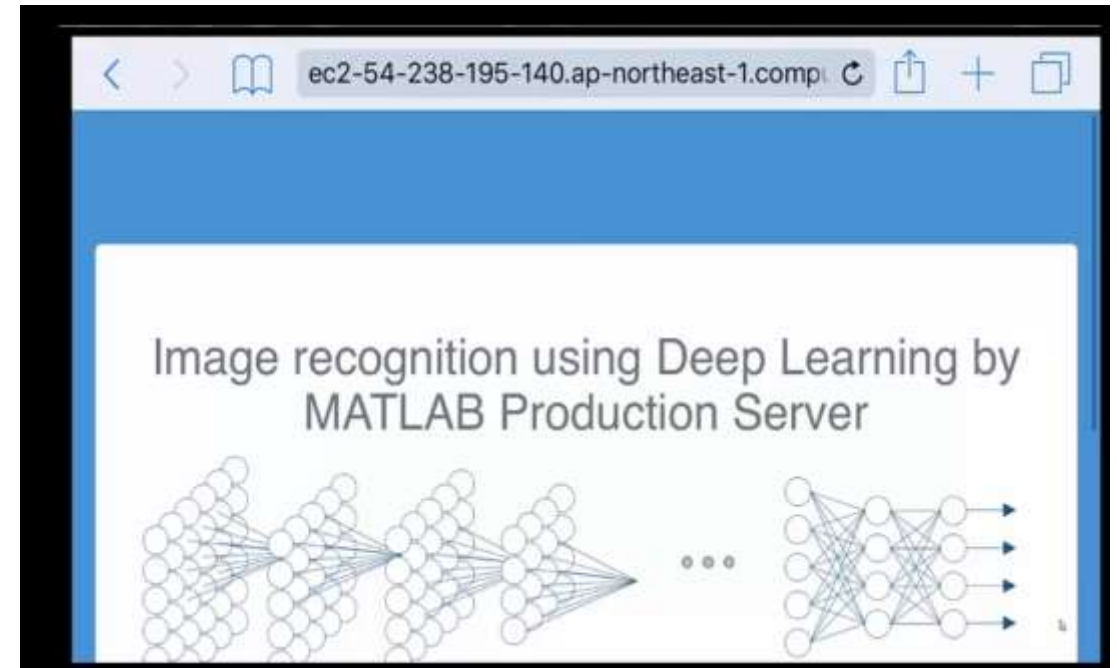 ec2-54-238-195-140.ap-northeast-1.comp
Image recognition using Deep Learning by
MATLAB Production Server